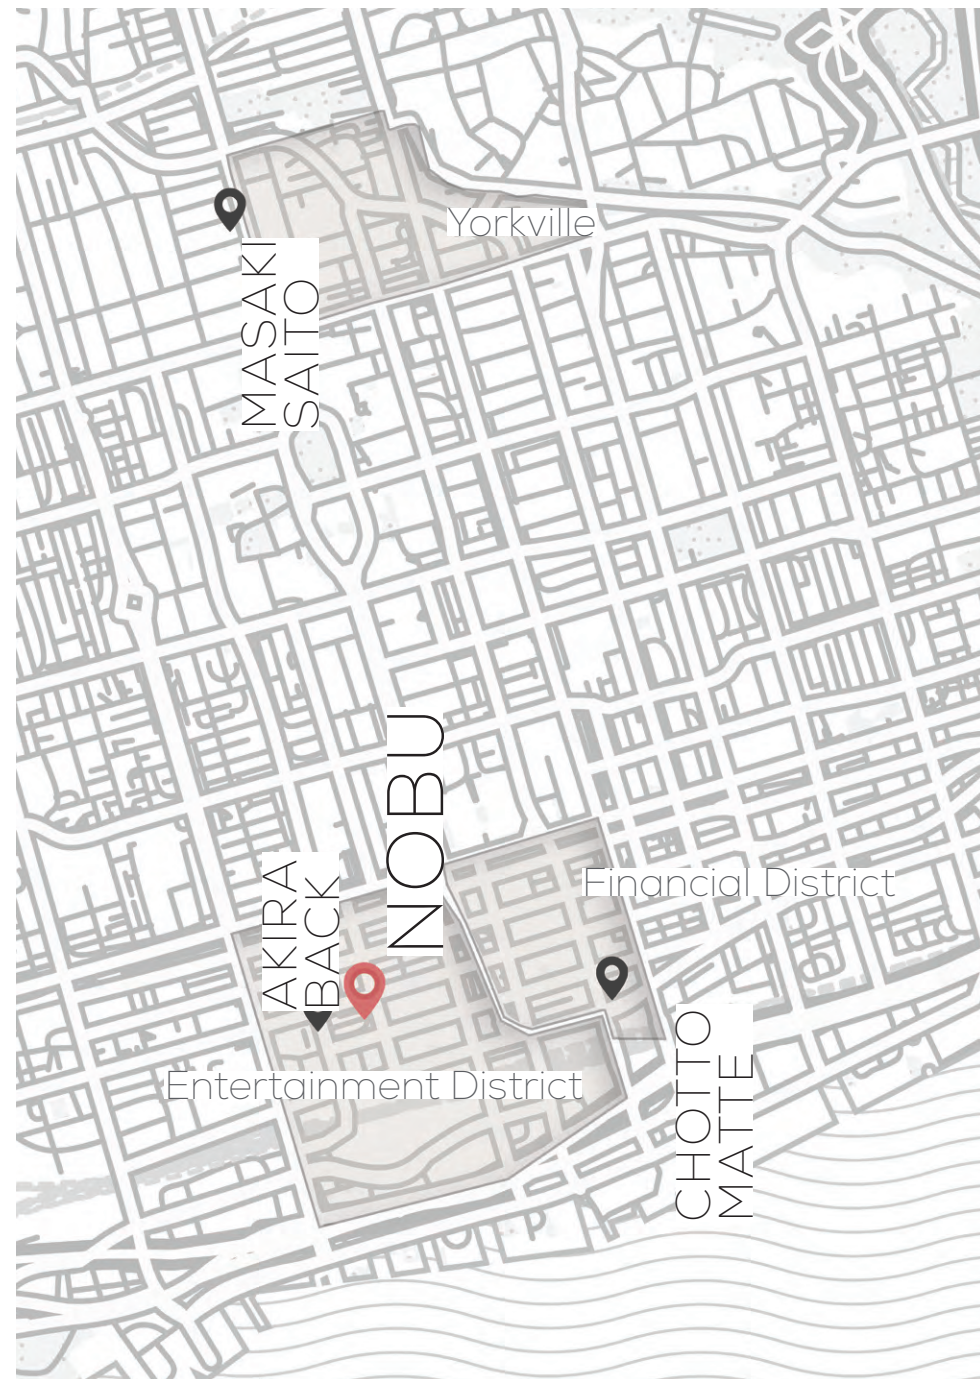 Yorkville
MASAKI
SAITO
NOBU
AKIRA
BACK
Financial District
Entertainment District
CHOTTO
MATTE